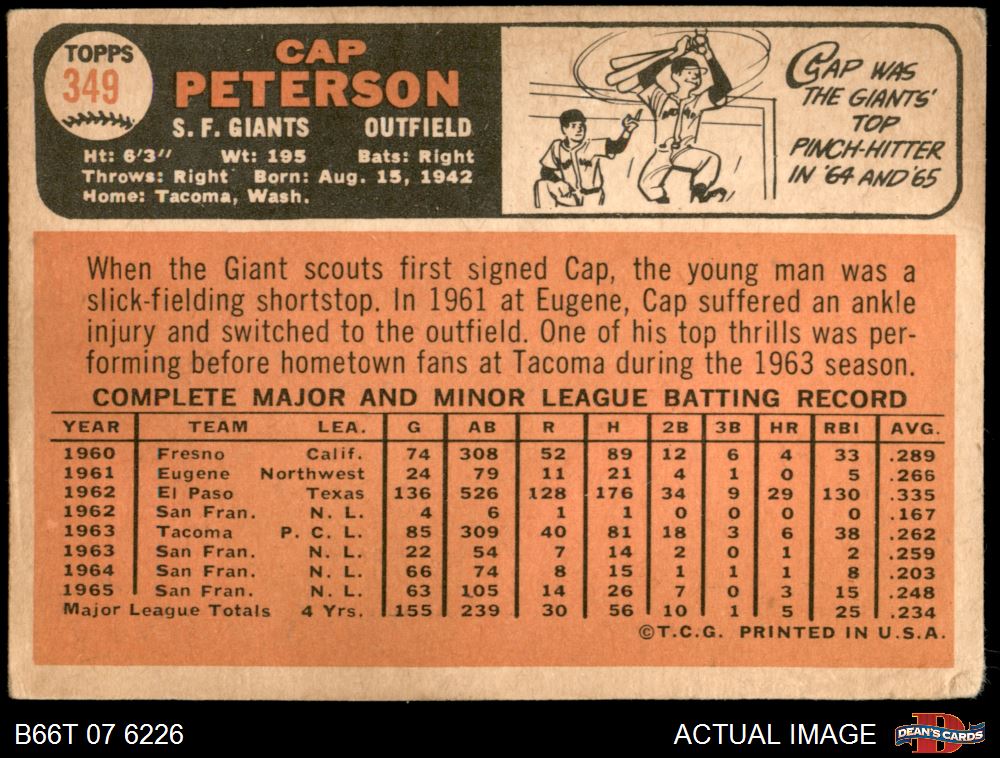 TOPPS
349
CAP
PETERSON
S. F. GIANTS OUTFIELD
Ht: 6'3" Wt: 195 Bats: Right
Throws: Right Born: Aug. 15, 1942
Home: Tacoma, Wash.
CAP WAS
THE GIANTS'
TOP
PINCH-HITTER
IN '64 AND '65
When the Giant scouts first signed Cap, the young man was a
slick-fielding shortstop. In 1961 at Eugene, Cap suffered an ankle
injury and switched to the outfield. One of his top thrills was per-
forming before hometown fans at Tacoma during the 1963 season.
COMPLETE MAJOR AND MINOR LEAGUE BATTING RECORD
YEAR TEAM LEA. G AB R H 2B 3B HR RBI AVG.
1960 Fresno Calif. 74 308 52 89 12 6 4 33 .289
1961 Eugene Northwest 24 79 11 21 4 1 0 5 .266
1962 El Paso Texas 136 526 128 176 34 9 29 130 .335
1962 San Fran. N. L. 4 6 1 1 0 0 0 0 .167
1963 Tacoma P. C. L. 85 309 40 81 18 3 6 38 .262
1963 San Fran. N. L. 22 54 7 14 2 0 1 2 .259
1964 San Fran. N. L. 66 74 8 15 1 1 1 8 .203
1965 San Fran. N. L. 63 105 14 26 7 0 3 15 .248
Major League Totals 4 Yrs. 155 239 30 56 10 1 5 25 .234
©T.C.G. PRINTED IN U.S.A.
B66T 07 6226 ACTUAL IMAGE
DEAN'S CARDS